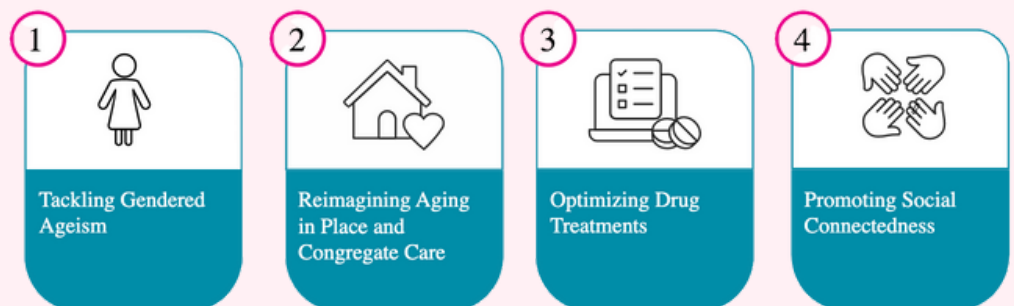 1
Tackling Gendered
Ageism
2
Reimagining Aging
in Place and
Congregate Care
3
Optimizing Drug
Treatments
4
Promoting Social
Connectedness